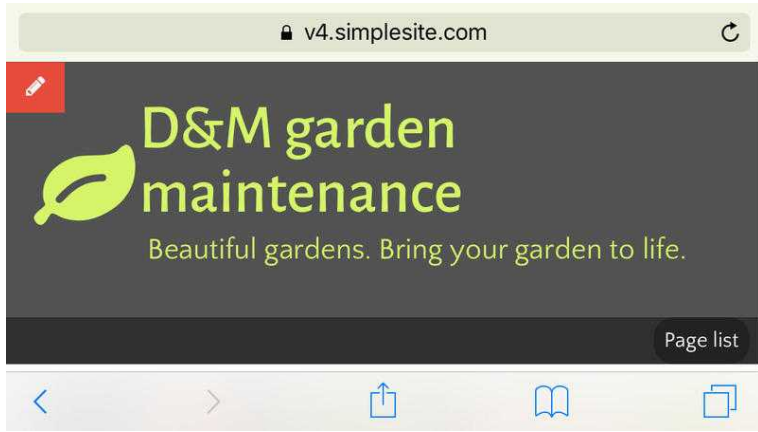 v4.simplesite.com
D&M garden
maintenance
Beautiful gardens. Bring your garden to life.
Page list